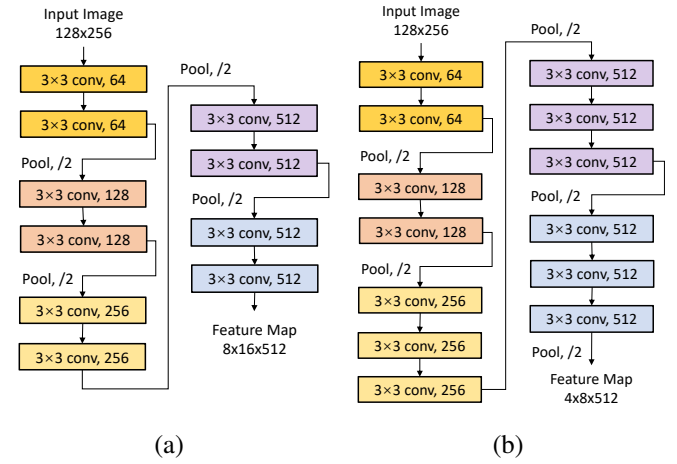 Input Image
128x256
3×3 conv, 64
3×3 conv, 64
Pool, /2
3×3 conv, 128
3×3 conv, 128
Pool, /2
3×3 conv, 256
3×3 conv, 256
Pool, /2
3×3 conv, 512
3×3 conv, 512
Pool, /2
3×3 conv, 512
3×3 conv, 512
Feature Map
8x16x512
(a)
Input Image
128x256
3×3 conv, 64
3×3 conv, 64
Pool, /2
3×3 conv, 128
3×3 conv, 128
Pool, /2
3×3 conv, 256
3×3 conv, 256
3×3 conv, 256
Pool, /2
3×3 conv, 512
3×3 conv, 512
3×3 conv, 512
Pool, /2
3×3 conv, 512
3×3 conv, 512
3×3 conv, 512
Pool, /2
Feature Map
4x8x512
(b)